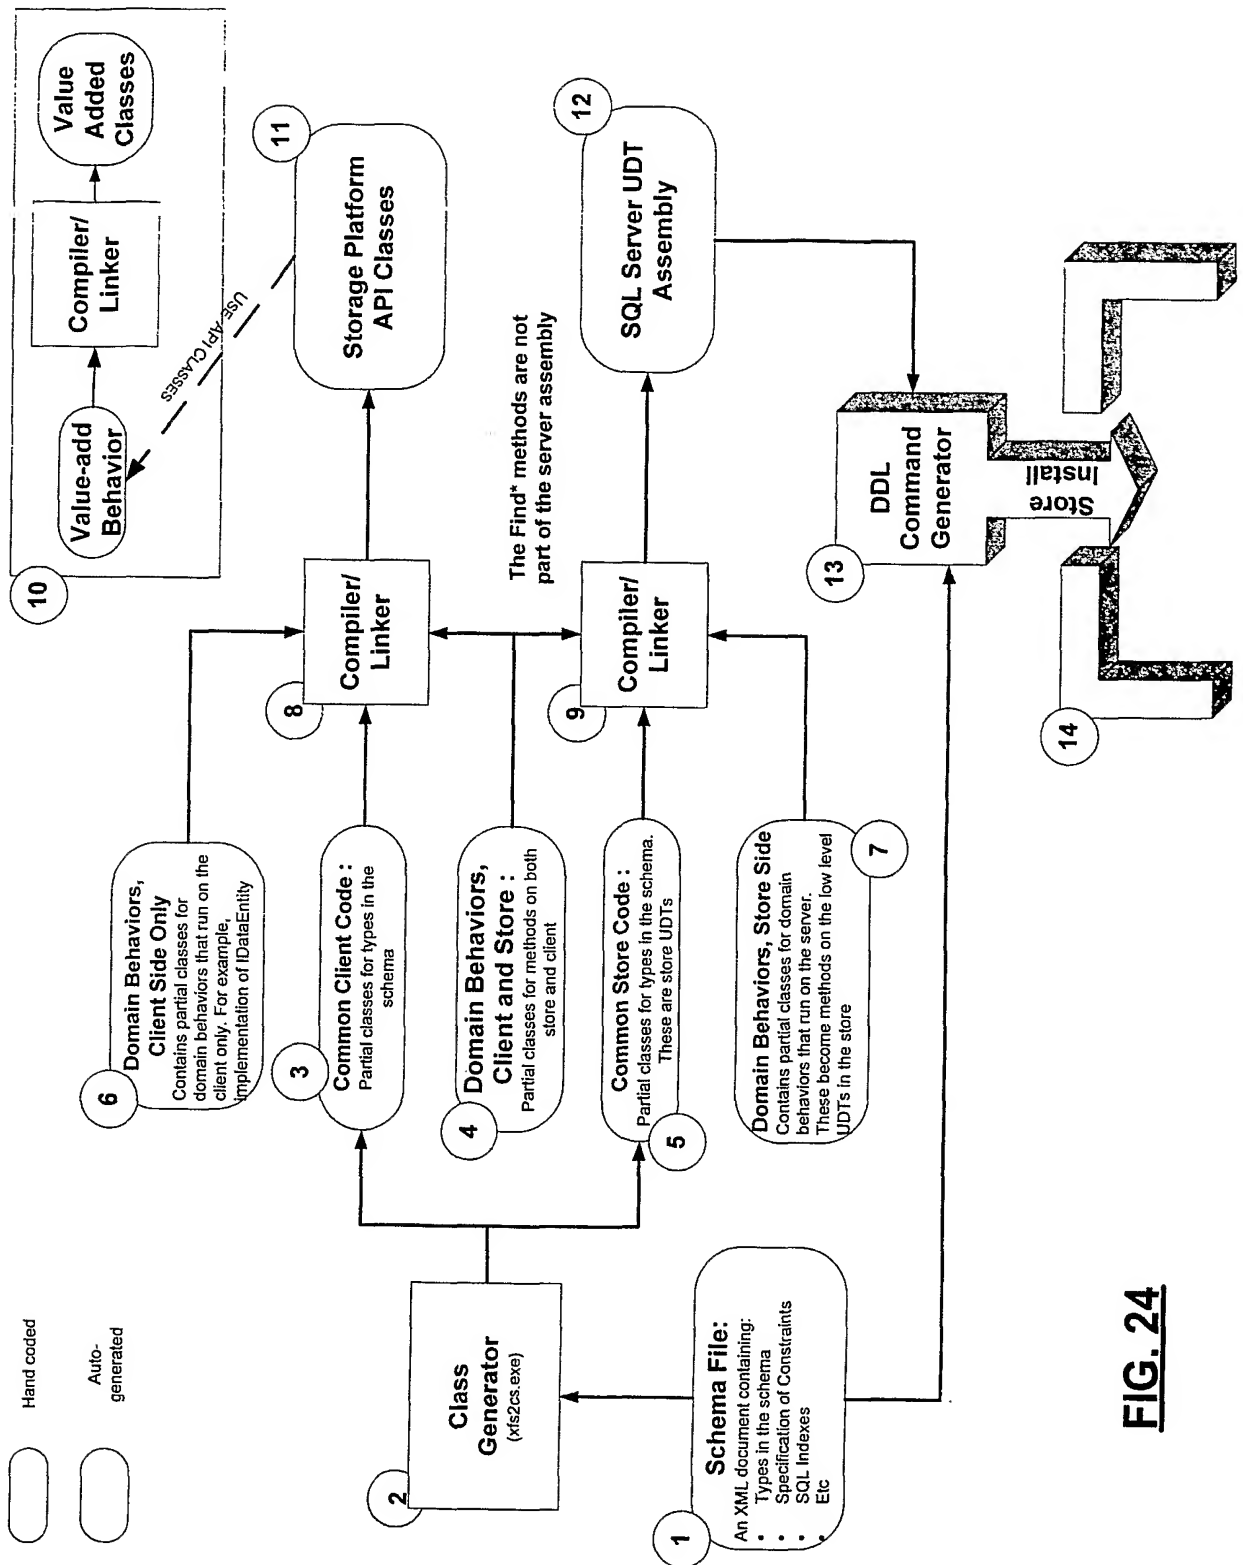 Hand coded
Auto-
generated
10
Value-add
Behavior
Compiler/
Linker
Value
Added
Classes
USE API CLASSES
6
Domain Behaviors,
Client Side Only
Contains partial classes for
domain behaviors that run on the
client only. For example,
implementation of IDataEntity
3
Common Client Code :
Partial classes for types in the
schema
8
Compiler/
Linker
11
Storage Platform
API Classes
4
Domain Behaviors,
Client and Store :
Partial classes for methods on both
store and client
The Find* methods are not
part of the server assembly
2
Class
Generator
(xfs2cs.exe)
5
Common Store Code :
Partial classes for types in the schema.
These are store UDTs
9
Compiler/
Linker
12
SQL Server UDT
Assembly
7
Domain Behaviors, Store Side
Contains partial classes for domain
behaviors that run on the server.
These become methods on the low level
UDTs in the store
1
Schema File:
An XML document containing:
• Types in the schema
• Specification of Constraints
• SQL Indexes
• Etc
13
DDL
Command
Generator
Store
Install
14
FIG. 24